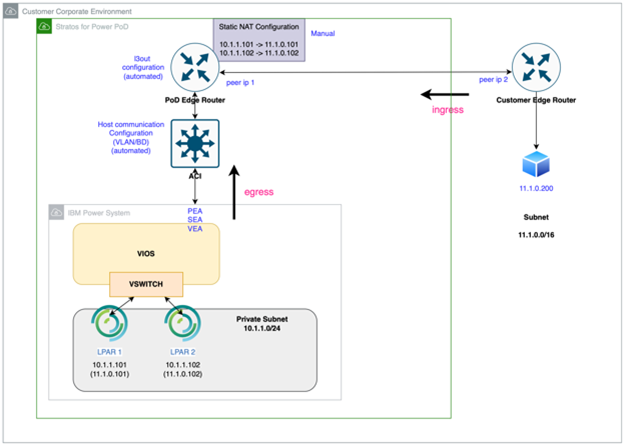 Customer Corporate Environment
Stratos for Power PoD
Static NAT Configuration
10.1.1.101 -> 11.1.0.101
10.1.1.102 -> 11.1.0.102
Manual
l3out
configuration
(automated)
peer ip 1
peer ip 2
PoD Edge Router
Customer Edge Router
ingress
Host communication
Configuration
(VLAN/BD)
(automated)
ACI
egress
11.1.0.200
Subnet
11.1.0.0/16
IBM Power System
PEA
SEA
VEA
VIOS
VSWITCH
Private Subnet
10.1.1.0/24
LPAR 1
10.1.1.101
(11.1.0.101)
LPAR 2
10.1.1.102
(11.1.0.102)